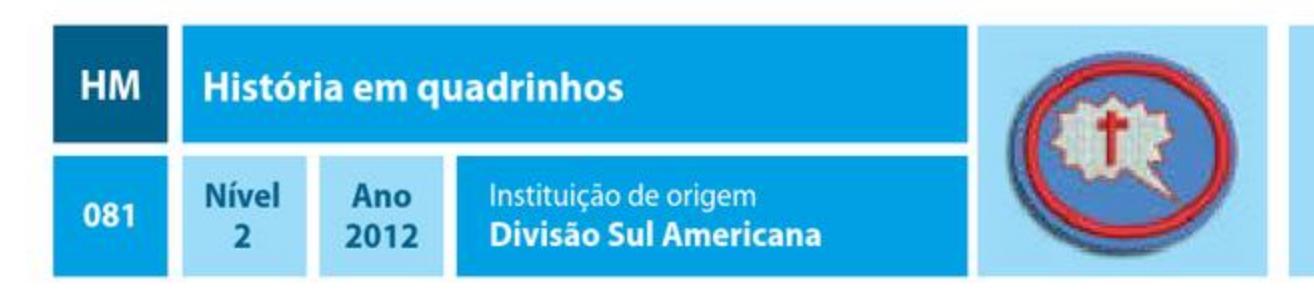 HM
História em quadrinhos
081
Nível
2
Ano
2012
Instituição de origem
Divisão Sul Americana